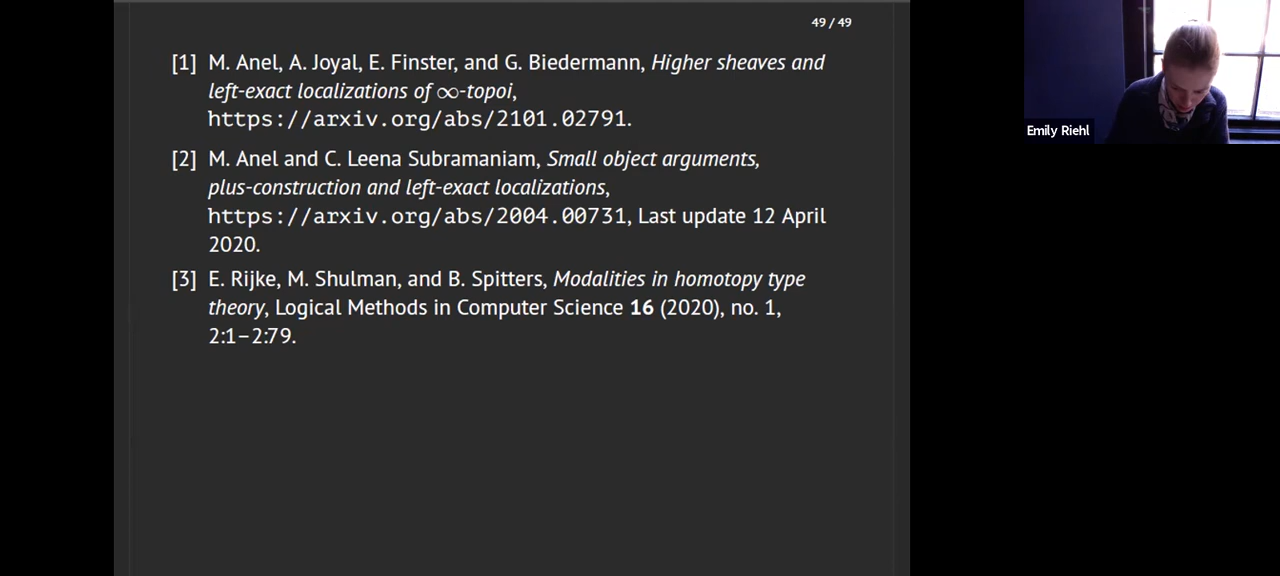 49 / 49
[1] M. Anel, A. Joyal, E. Finster, and G. Biedermann, Higher sheaves and
left-exact localizations of ∞-topoi,
https://arxiv.org/abs/2101.02791.
[2] M. Anel and C. Leena Subramaniam, Small object arguments,
plus-construction and left-exact localizations,
https://arxiv.org/abs/2004.00731, Last update 12 April
2020.
[3] E. Rijke, M. Shulman, and B. Spitters, Modalities in homotopy type
theory, Logical Methods in Computer Science 16 (2020), no. 1,
2:1–2:79.
Emily Riehl